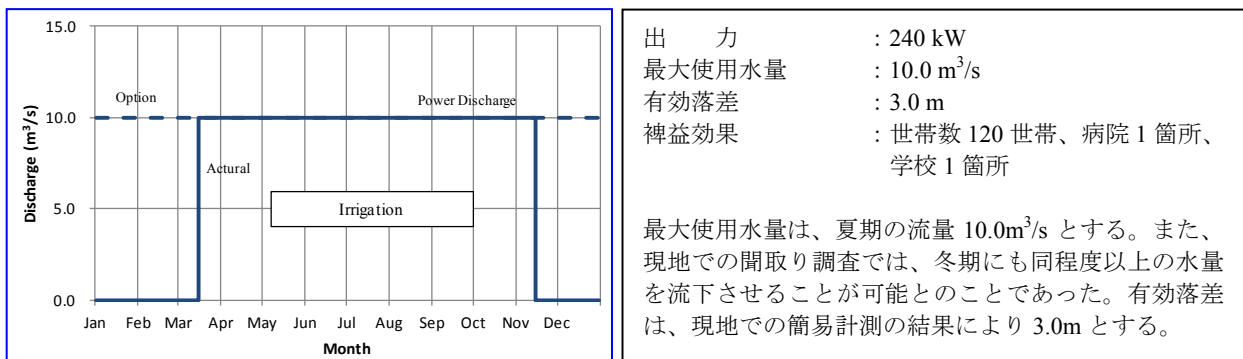 15.0
10.0
5.0
0.0
Discharge (m³/s)
Option
Power Discharge
Actural
Irrigation
Jan Feb Mar Apr May Jun Jul Aug Sep Oct Nov Dec
Month
出 力 : 240 kW
最大使用水量 : 10.0 m³/s
有効落差 : 3.0 m
裨益効果 : 世帯数 120 世帯、病院 1 箇所、
学校 1 箇所
最大使用水量は、夏期の流量 10.0m³/s とする。また、
現地での聞取り調査では、冬期にも同程度以上の水量
を流下させることが可能とのことであった。有効落差
は、現地での簡易計測の結果により 3.0m とする。